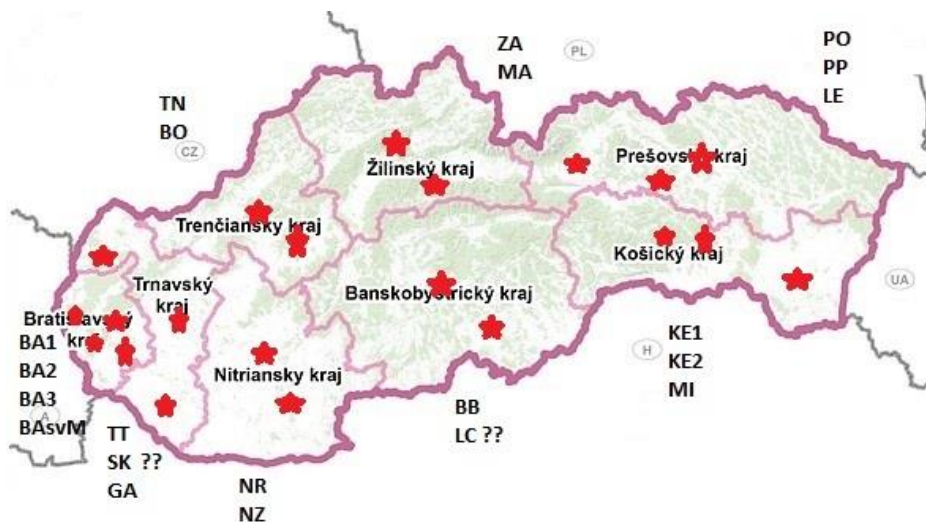 ZA
MA
PL
PO
PP
LE
TN
BO
CZ
Žilinský kraj
Prešovský kraj
Trenčiansky kraj
Košický kraj
Trnavský
kraj
Banskobystrický kraj
UA
Bratislavský
kraj
BA1
BA2
BA3
BAsvM
A
Nitriansky kraj
H
KE1
KE2
MI
BB
LC ??
TT
SK ??
GA
NR
NZ